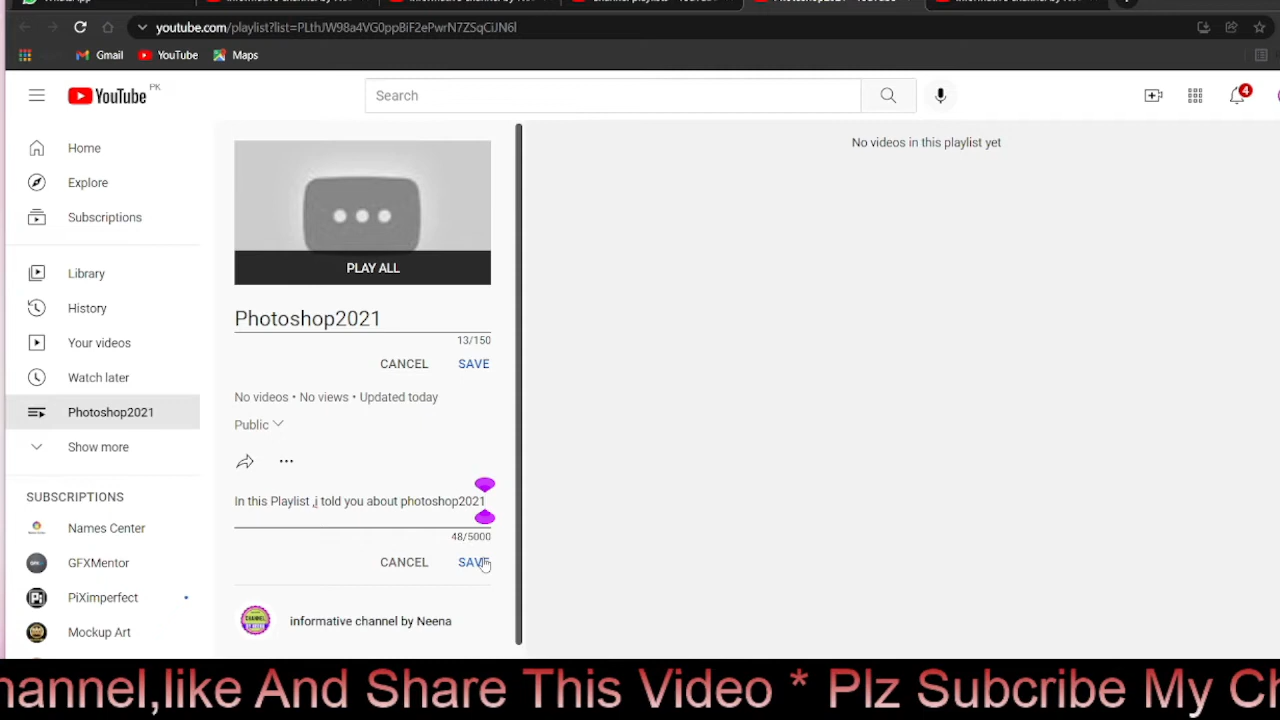 youtube.com/playlist?list=PLthJW98a4VG0ppBiF2ePwrN7ZSqCiJN6l
Gmail YouTube Maps
YouTube PK
Search
4
Home
Explore
Subscriptions
Library
History
Your videos
Watch later
Photoshop2021
Show more
SUBSCRIPTIONS
Names Center
GFXMentor
PiXimperfect
Mockup Art
PLAY ALL
Photoshop2021
13/150
CANCEL SAVE
No videos • No views • Updated today
Public
In this Playlist ,i told you about photoshop2021
48/5000
CANCEL SAVE
informative channel by Neena
No videos in this playlist yet
hannel,like And Share This Video * Plz Subcribe My Ch